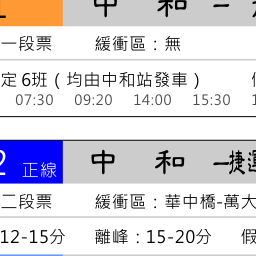 中 和 －
一段票 緩衝區：無
定 6班（均由中和站發車）
07:30 09:20 14:00 15:30
2 正線 中 和 －捷運
二段票 緩衝區：華中橋-萬大
12-15分 離峰：15-20分 假